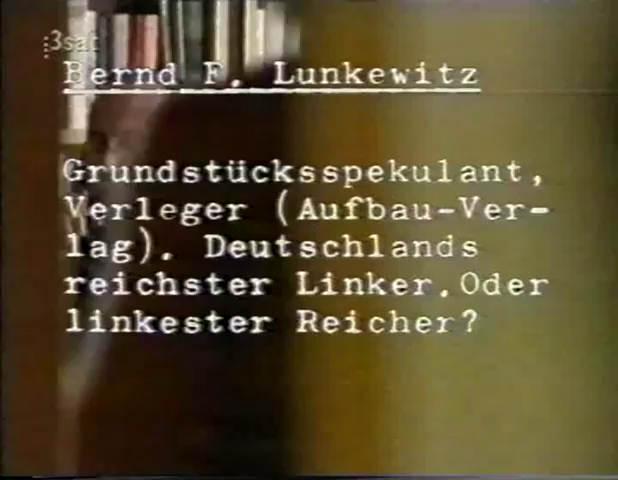 3sat
Bernd F. Lunkewitz
Grundstücksspekulant,
Verleger (Aufbau-Ver-
lag). Deutschlands
reichster Linker.Oder
linkester Reicher?